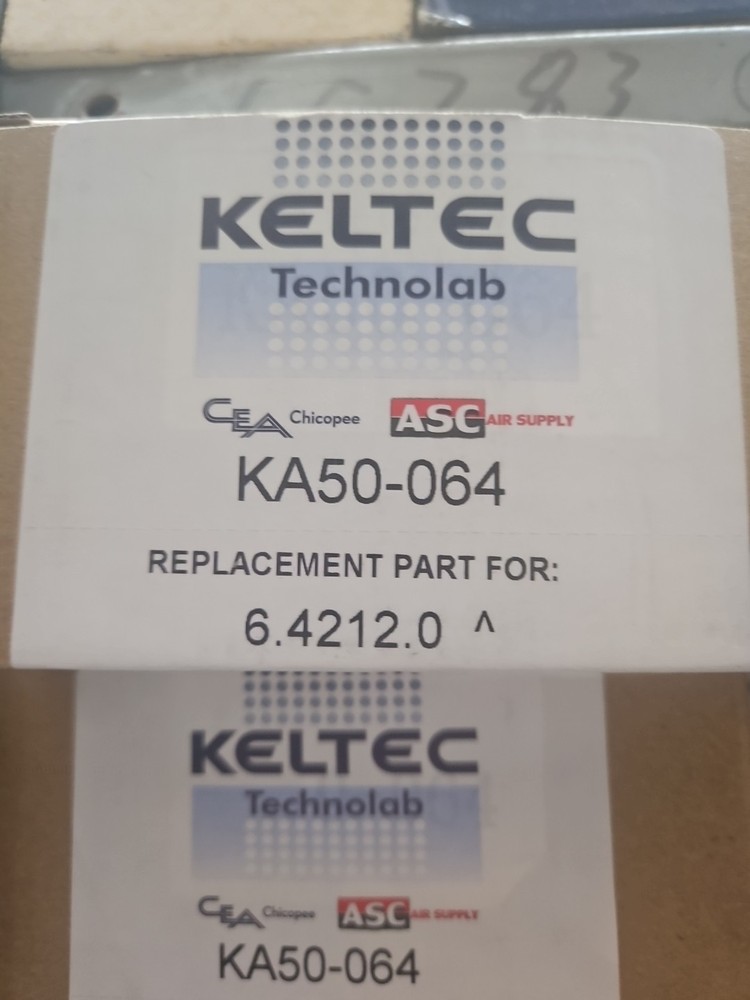 KELTEC
Technolab
CEA Chicopee ASC AIR SUPPLY
KA50-064
REPLACEMENT PART FOR:
6.4212.0 ^
KELTEC
Technolab
CEA Chicopee ASC AIR SUPPLY
KA50-064